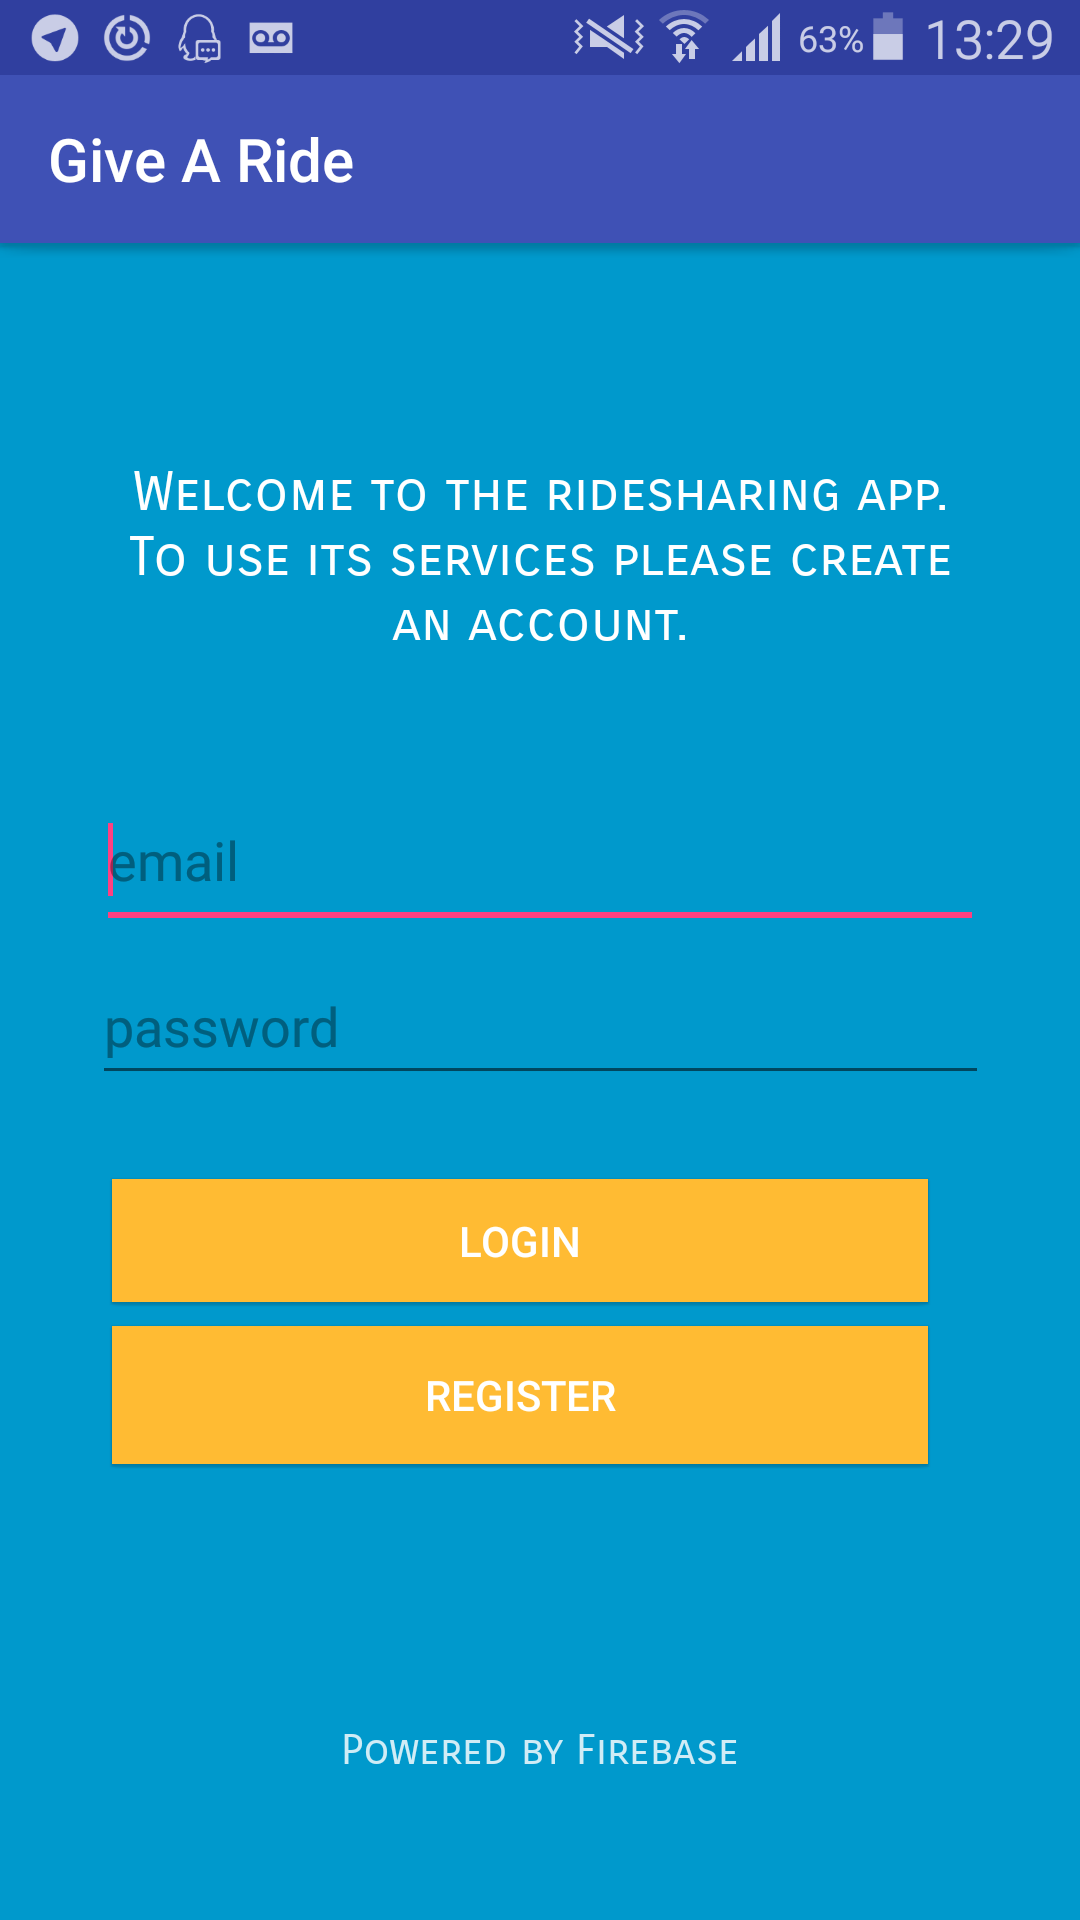 63% 13:29
Give A Ride
Welcome to the ridesharing app.
To use its services please create
an account.
email
password
LOGIN
REGISTER
Powered by Firebase